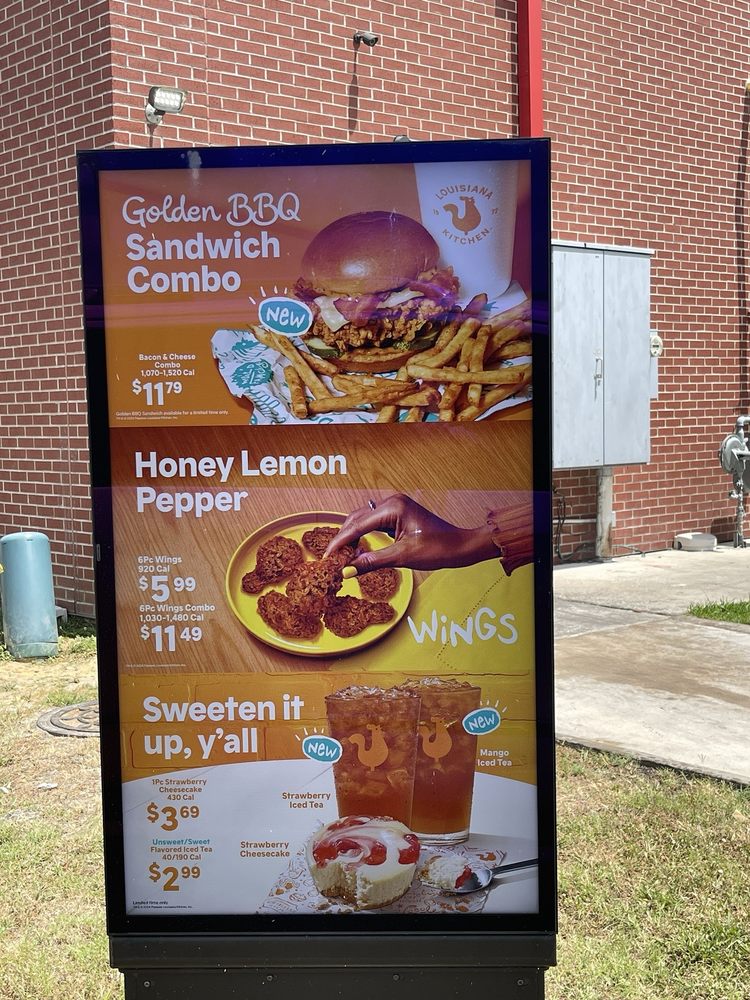 Golden BBQ
Sandwich
Combo
LOUISIANA
KITCHEN
New
Bacon & Cheese
Combo
1,070-1,520 Cal
$11 79
Golden BBQ Sandwich available for a limited time only.
Honey Lemon
Pepper
6Pc Wings
920 Cal
$5 99
6Pc Wings Combo
1,030-1,480 Cal
$11 49
WiNGS
Sweeten it
up, y'all
New
New
Mango
Iced Tea
1Pc Strawberry
Cheesecake
430 Cal
$3 69
Strawberry
Iced Tea
Unsweet/Sweet
Flavored Iced Tea
40/190 Cal
$2 99
Strawberry
Cheesecake
Limited time only.